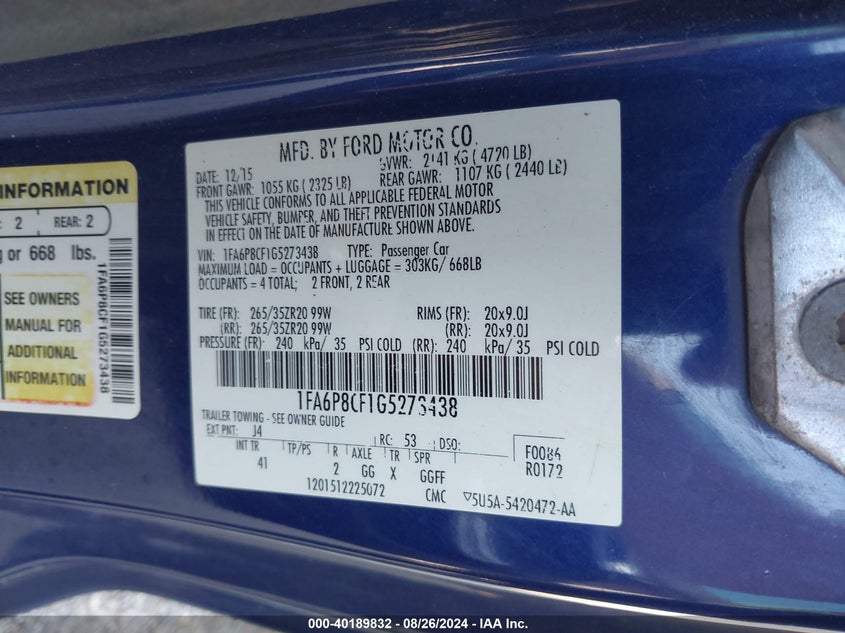 INFORMATION
2 REAR: 2
or 668 lbs.
SEE OWNERS
MANUAL FOR
ADDITIONAL
INFORMATION
1FA6P8CF1G5273438
MFD. BY FORD MOTOR CO.
DATE: 12/15 GVWR: 2141 KG (4720 LB)
FRONT GAWR: 1055 KG (2325 LB) REAR GAWR: 1107 KG (2440 LB)
THIS VEHICLE CONFORMS TO ALL APPLICABLE FEDERAL MOTOR
VEHICLE SAFETY, BUMPER, AND THEFT PREVENTION STANDARDS
IN EFFECT ON THE DATE OF MANUFACTURE SHOWN ABOVE.
VIN: 1FA6P8CF1G5273438 TYPE: Passenger Car
MAXIMUM LOAD = OCCUPANTS + LUGGAGE = 303KG/ 668LB
OCCUPANTS = 4 TOTAL; 2 FRONT, 2 REAR
TIRE (FR): 265/35ZR20 99W RIMS (FR): 20x9.0J
(RR): 265/35ZR20 99W (RR): 20x9.0J
PRESSURE (FR): 240 kPa/ 35 PSI COLD (RR): 240 kPa/ 35 PSI COLD
1FA6P8CF1G5273438
TRAILER TOWING - SEE OWNER GUIDE
EXT PNT: J4 RC: 53 DSO: F0086
INT TR TP/PS R AXLE TR SPR R0172
41 2 GG X GGFF
1201512225072 CMC 5U5A-5420472-AA
000-40189832 - 08/26/2024 - IAA Inc.